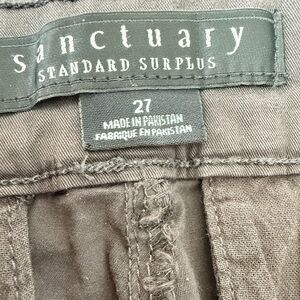 sanctuary
STANDARD SURPLUS
27
MADE IN PAKISTAN
FABRIQUE EN PAKISTAN